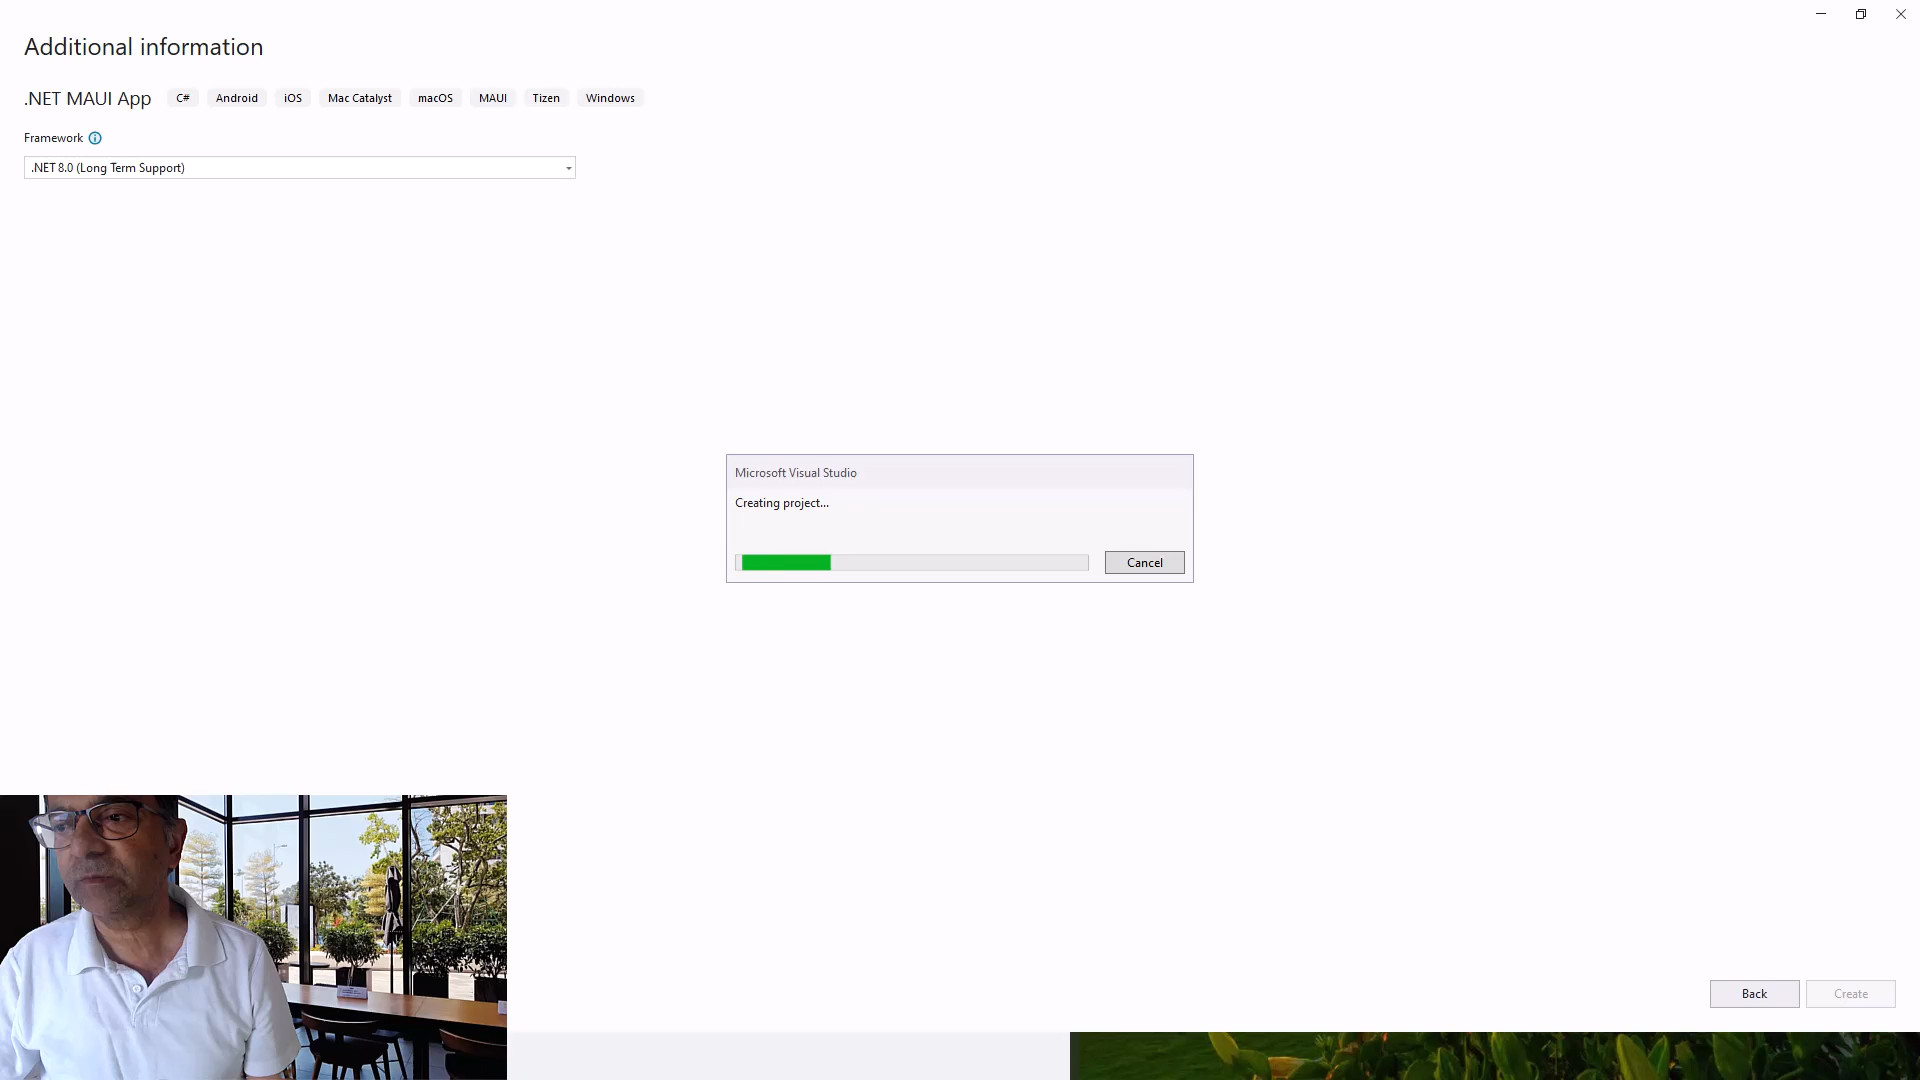 Additional information
.NET MAUI App C# Android iOS Mac Catalyst macOS MAUI Tizen Windows
Framework
.NET 8.0 (Long Term Support)
Microsoft Visual Studio
Creating project...
Cancel
Back Create